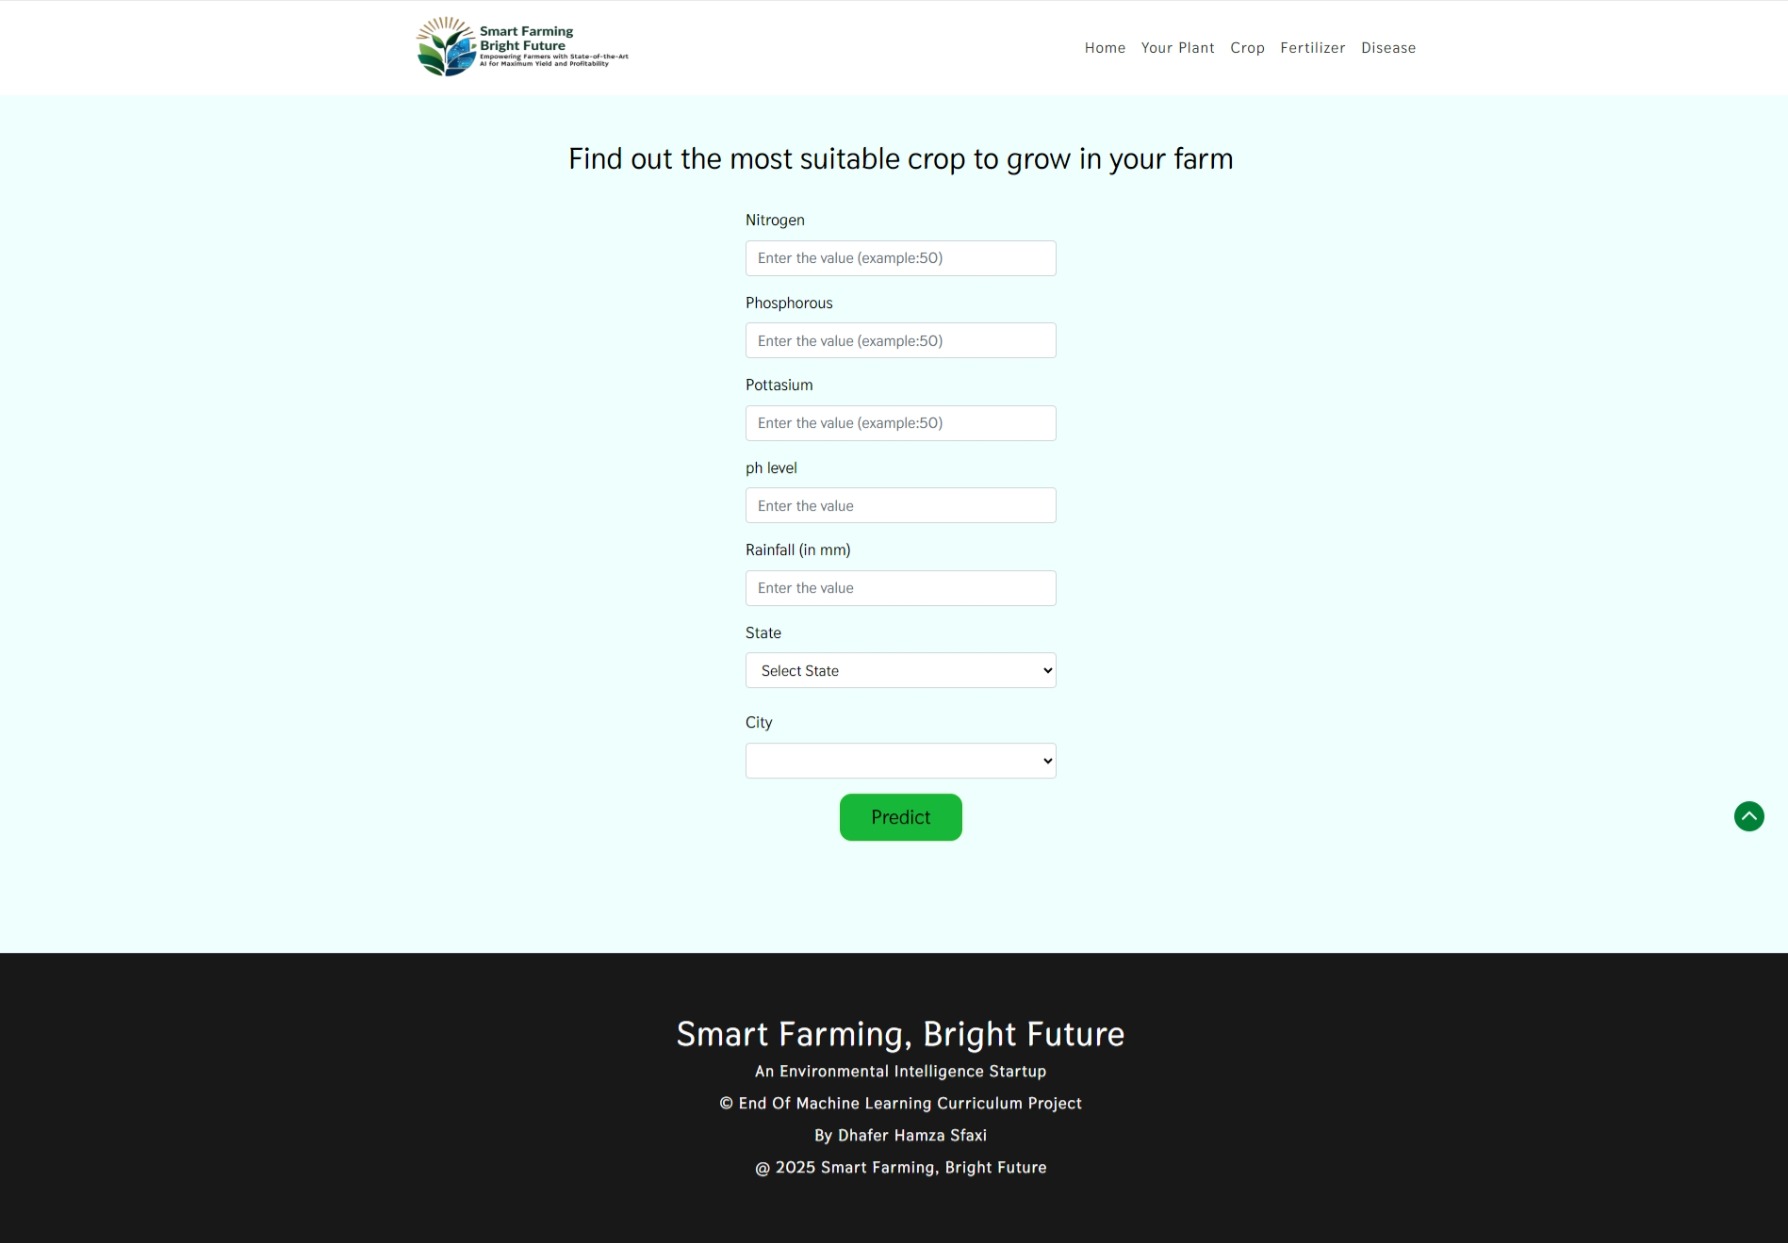 Smart Farming
Bright Future
Empowering Farmers with State-of-the-Art
AI for Maximum Yield and Profitability
Home Your Plant Crop Fertilizer Disease
Find out the most suitable crop to grow in your farm
Nitrogen
Enter the value (example:50)
Phosphorous
Enter the value (example:50)
Pottasium
Enter the value (example:50)
ph level
Enter the value
Rainfall (in mm)
Enter the value
State
Select State
City
Predict
Smart Farming, Bright Future
An Environmental Intelligence Startup
© End Of Machine Learning Curriculum Project
By Dhafer Hamza Sfaxi
@ 2025 Smart Farming, Bright Future